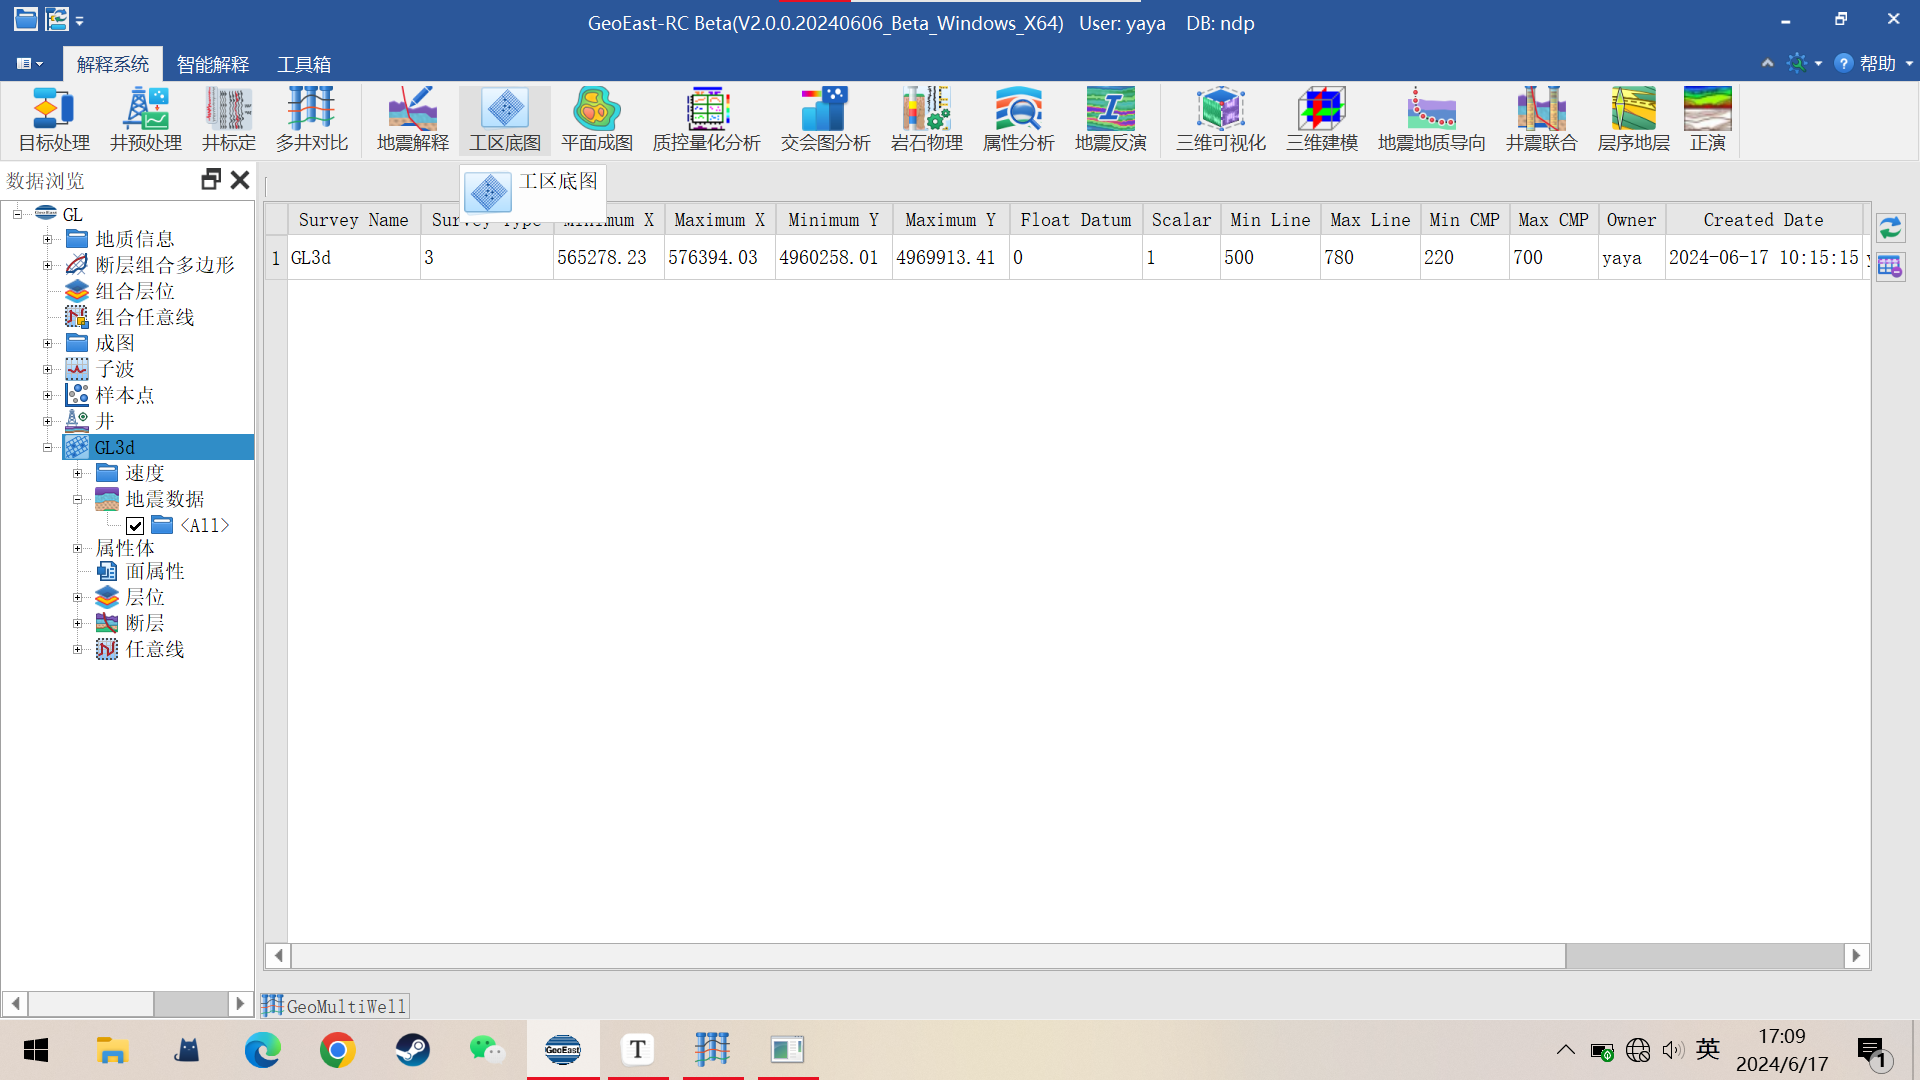 GeoEast-RC Beta(V2.0.0.20240606_Beta_Windows_X64) User: yaya DB: ndp
解释系统 智能解释 工具箱 帮助
目标处理 井预处理 井标定 多井对比 地震解释 工区底图 平面成图 质控量化分析 交会图分析 岩石物理 属性分析 地震反演 三维可视化 三维建模 地震地质导向 井震联合 层序地层 正演
数据浏览
工区底图
Survey Name Survey Type Minimum X Maximum X Minimum Y Maximum Y Float Datum Scalar Min Line Max Line Min CMP Max CMP Owner Created Date
1 GL3d 3 565278.23 576394.03 4960258.01 4969913.41 0 1 500 780 220 700 yaya 2024-06-17 10:15:15
GL
地质信息
断层组合多边形
组合层位
组合任意线
成图
子波
样本点
井
GL3d
速度
地震数据
<All>
属性体
面属性
层位
断层
任意线
GeoMultiWell
GeoEast
T
英
17:09
2024/6/17
1